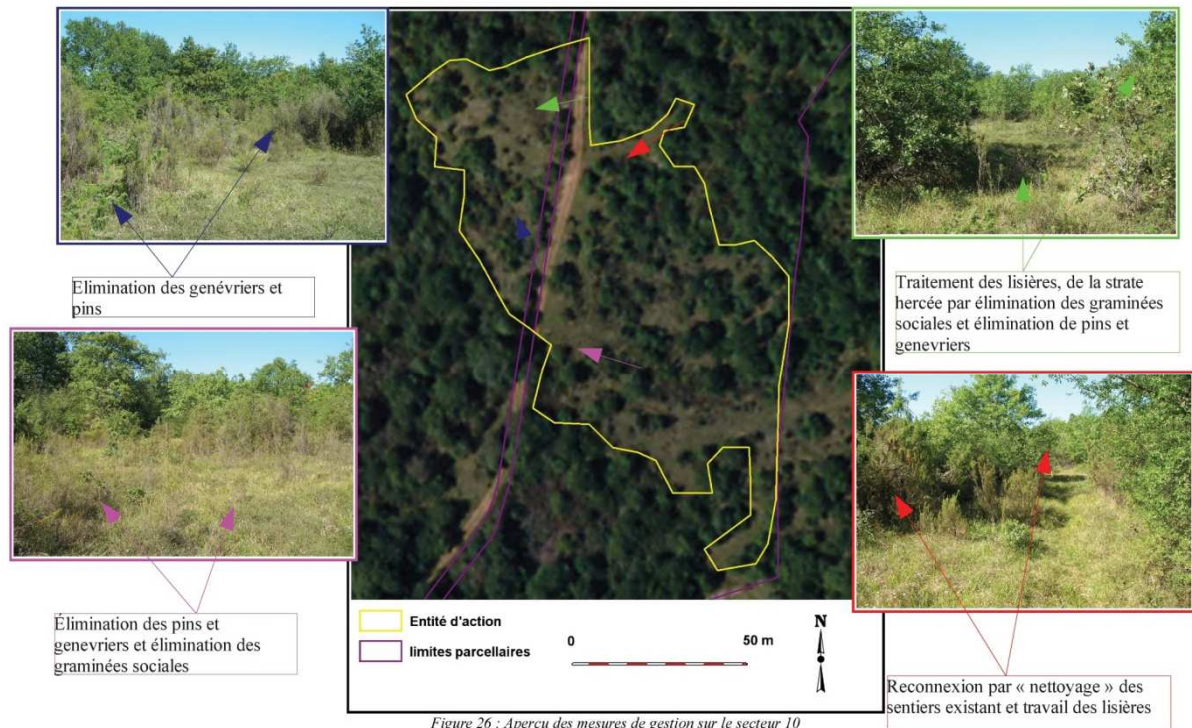 Elimination des genévriers et
pins
Traitement des lisières, de la strate
hercée par élimination des graminées
sociales et élimination de pins et
genevriers
Élimination des pins et
genevriers et élimination des
graminées sociales
Entité d'action
limites parcellaires
0 50 m
N
Reconnexion par « nettoyage » des
sentiers existant et travail des lisières
Figure 26 : Aperçu des mesures de gestion sur le secteur 10